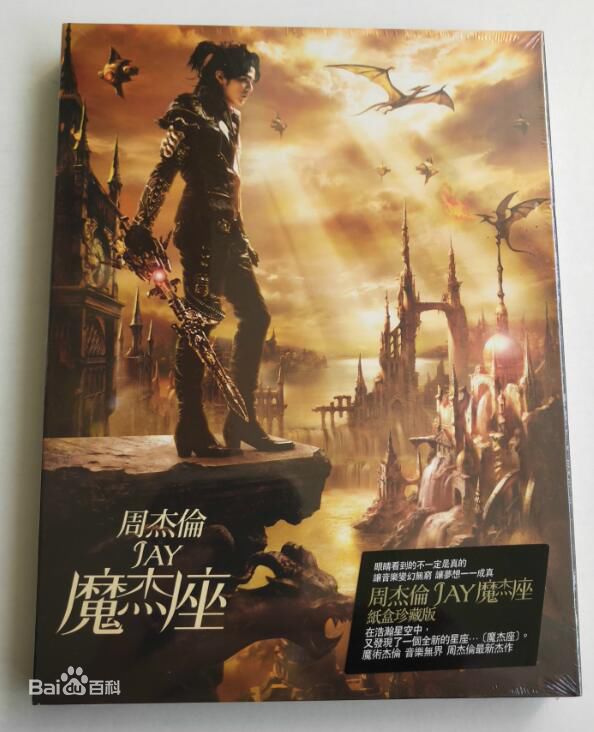 周杰倫
JAY
魔杰座
眼睛看到的不一定是真的
讓音樂變幻無窮 讓夢想一一成真
周杰倫 JAY 魔杰座
紙盒珍藏版
在浩瀚星空中，
又發現了一個全新的星座…〔魔杰座〕。
魔術杰倫 音樂無界 周杰倫最新杰作
Bai du 百科